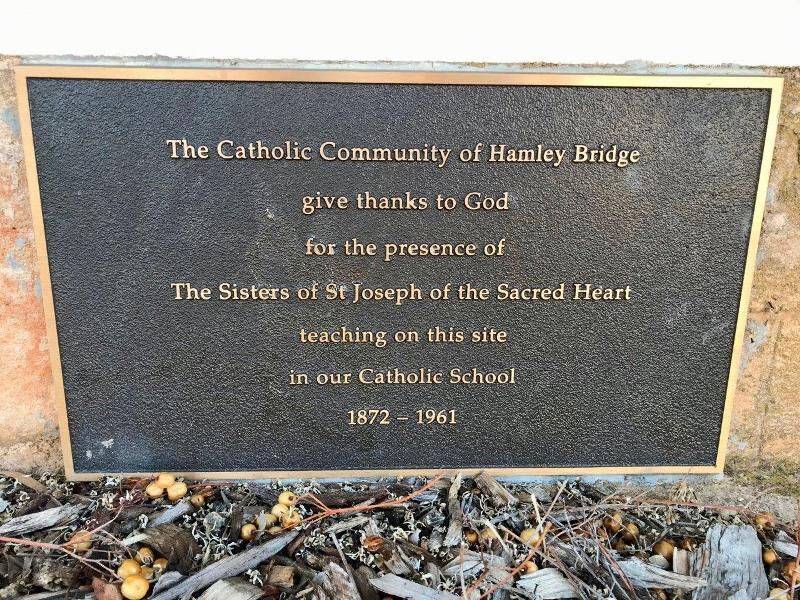 The Catholic Community of Hamley Bridge
give thanks to God
for the presence of
The Sisters of St Joseph of the Sacred Heart
teaching on this site
in our Catholic School
1872 – 1961